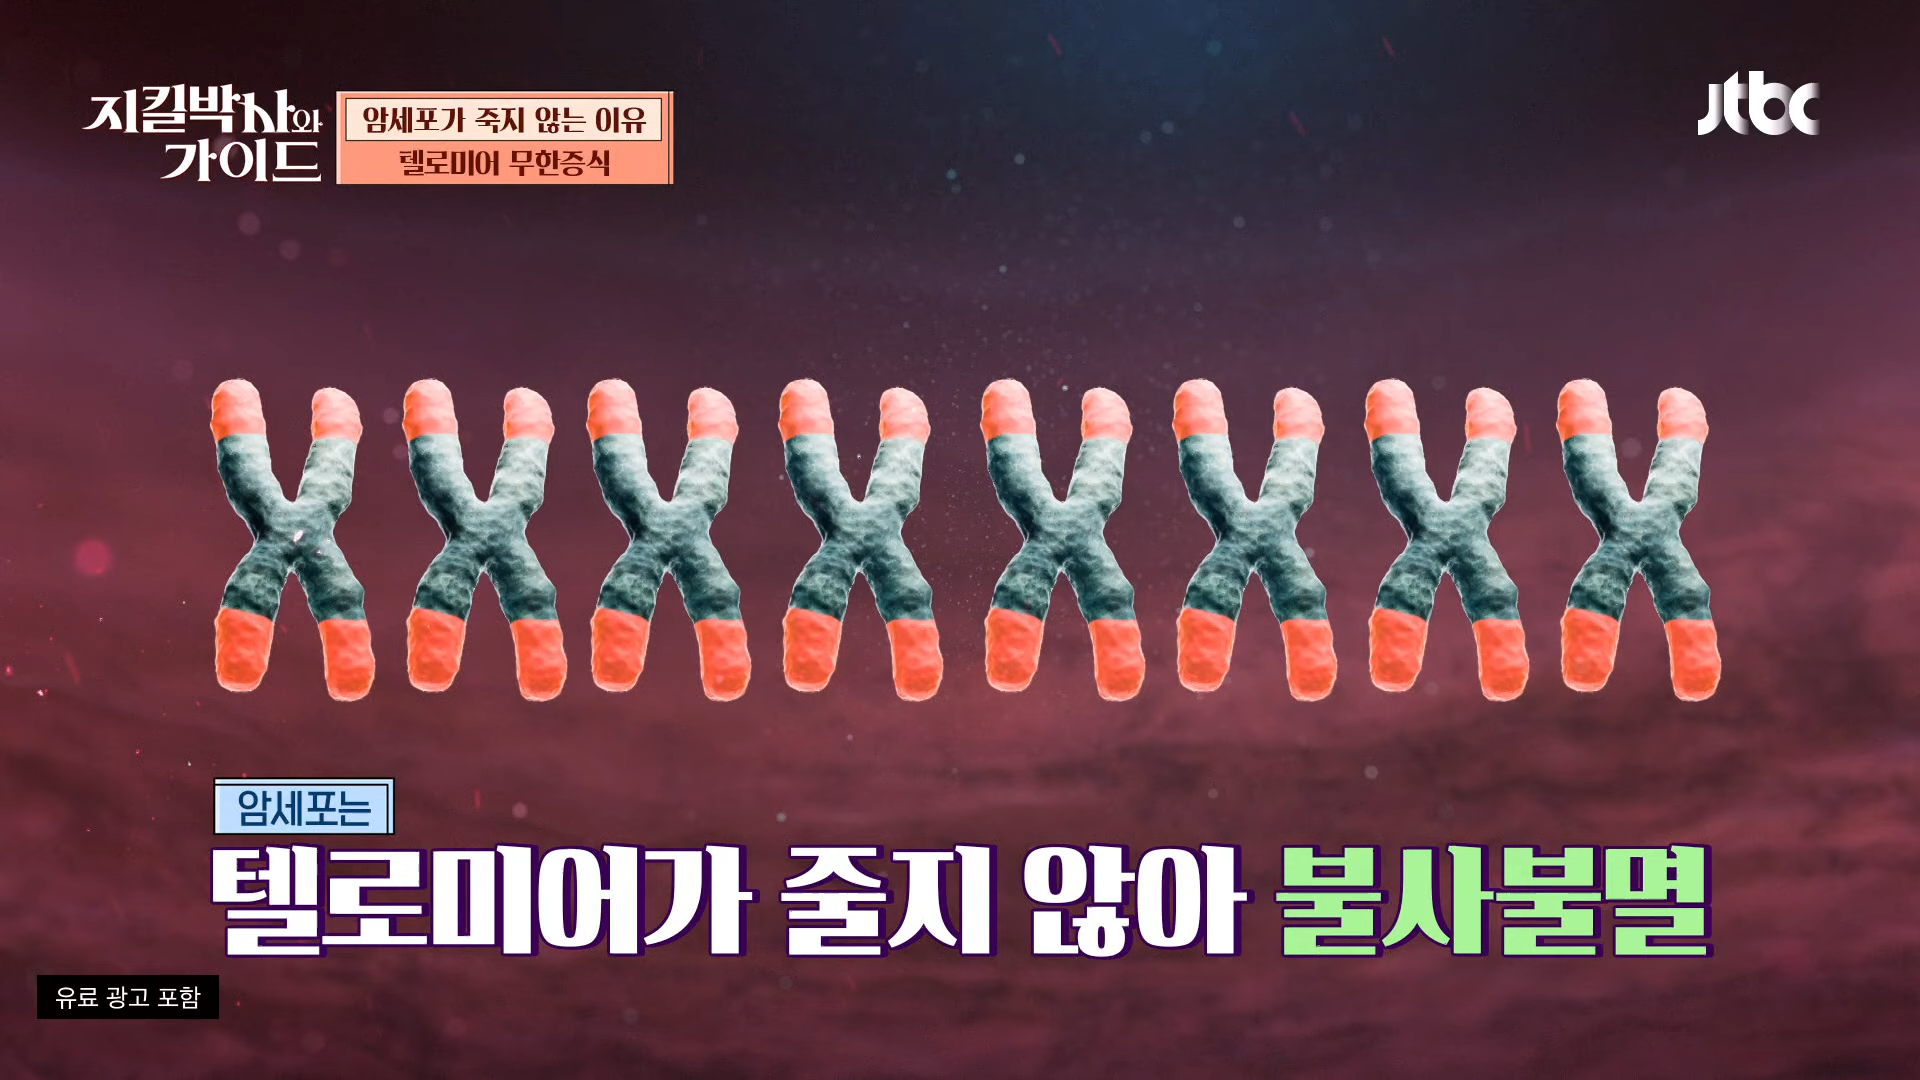 지킬박사와
가이드
암세포가 죽지 않는 이유
텔로미어 무한증식
jtbc
암세포는
텔로미어가 줄지 않아 불사불멸
유료 광고 포함